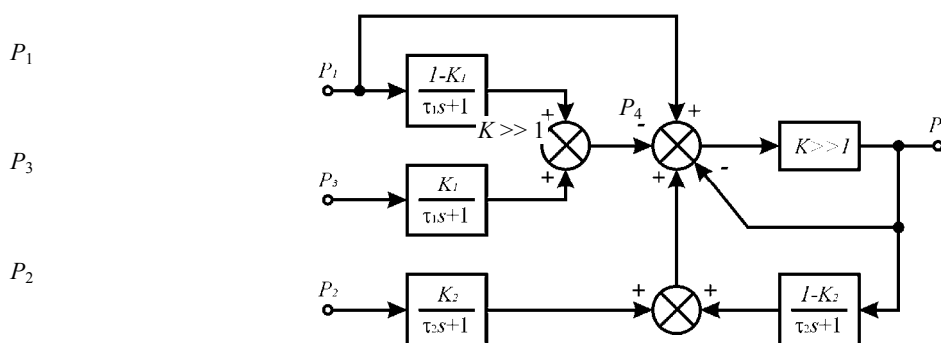 P1
P3
P2
P1
1-K1
τ1s+1
K >> 1
+
+
P4
-
+
+
-
K>>1
P
P3
K1
τ1s+1
P2
K2
τ2s+1
+
+
1-K2
τ2s+1